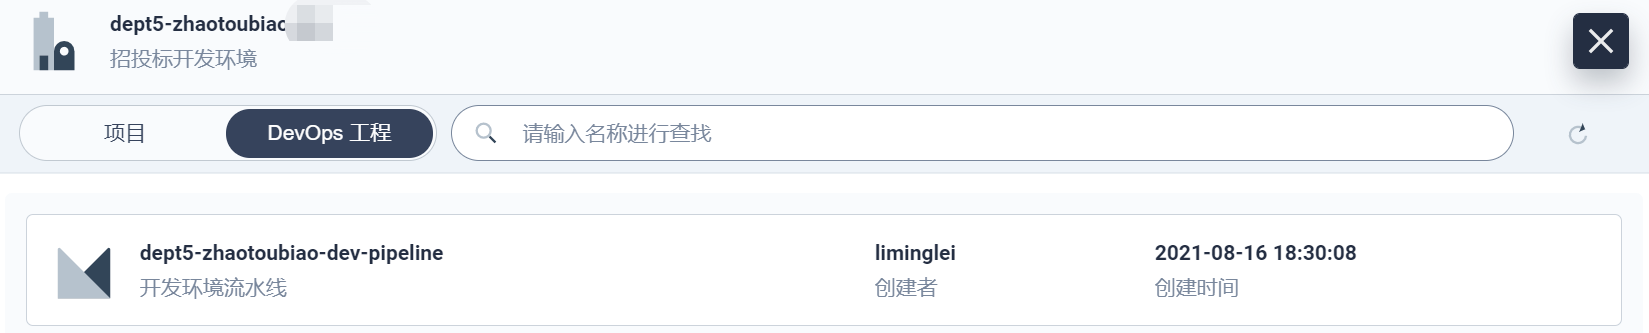 dept5-zhaotoubiao
招投标开发环境
项目
DevOps 工程
请输入名称进行查找
dept5-zhaotoubiao-dev-pipeline
liminglei
2021-08-16 18:30:08
开发环境流水线
创建者
创建时间